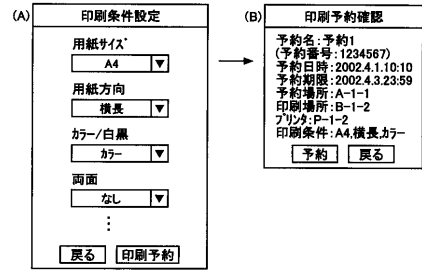 (A)
印刷条件設定
用紙サイズ
A4 ▼
用紙方向
横長 ▼
カラー/白黒
カラー ▼
両面
なし ▼
⋮
戻る 印刷予約
(B)
印刷予約確認
予約名:予約1
(予約番号:1234567)
予約日時:2002.4.1.10:10
予約期限:2002.4.3.23:59
予約場所:A-1-1
印刷場所:B-1-2
プリンタ:P-1-2
印刷条件:A4,横長,カラー
予約 戻る